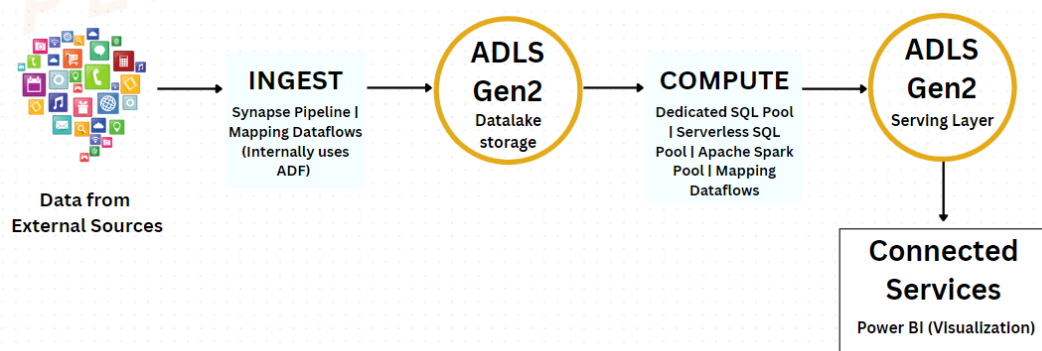 Data from
External Sources
INGEST
Synapse Pipeline |
Mapping Dataflows
(Internally uses
ADF)
ADLS
Gen2
Datalake
storage
COMPUTE
Dedicated SQL Pool
| Serverless SQL
Pool | Apache Spark
Pool | Mapping
Dataflows
ADLS
Gen2
Serving Layer
Connected
Services
Power BI (Visualization)